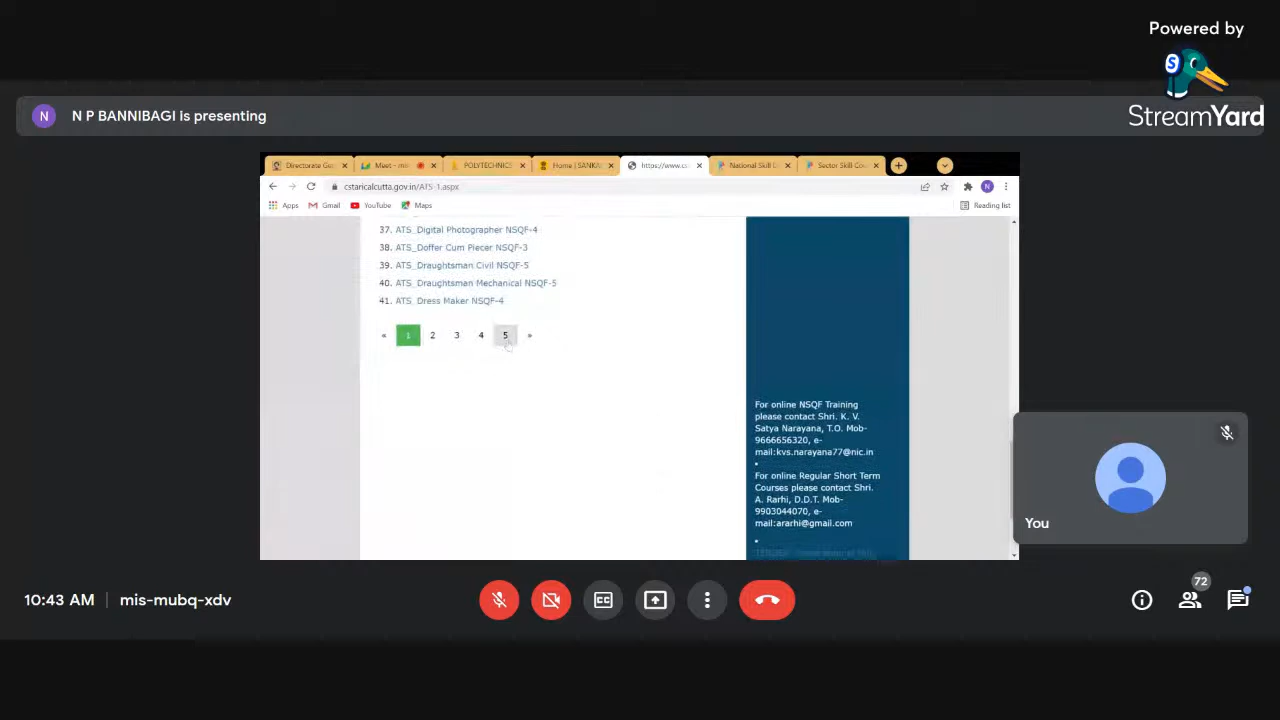 Powered by
S
StreamYard
N
N P BANNIBAGI is presenting
Directorate Ge
Meet - mis
POLYTECHNICS
Home | SANKA
https://www.cs
National Skill D
Sector Skill Co
cstaricalcutta.gov.in/ATS-1.aspx
N
Apps
Gmail
YouTube
Maps
Reading list
37. ATS_Digital Photographer NSQF-4
38. ATS_Doffer Cum Piecer NSQF-3
39. ATS_Draughtsman Civil NSQF-5
40. ATS_Draughtsman Mechanical NSQF-5
41. ATS_Dress Maker NSQF-4
« 1 2 3 4 5 »
For online NSQF Training
please contact Shri. K. V.
Satya Narayana, T.O. Mob-
9666656320, e-
mail:kvs.narayana77@nic.in
•
For online Regular Short Term
Courses please contact Shri.
A. Rarhi, D.D.T. Mob-
9903044070, e-
mail:ararhi@gmail.com
•
You
10:43 AM | mis-mubq-xdv
CC
72